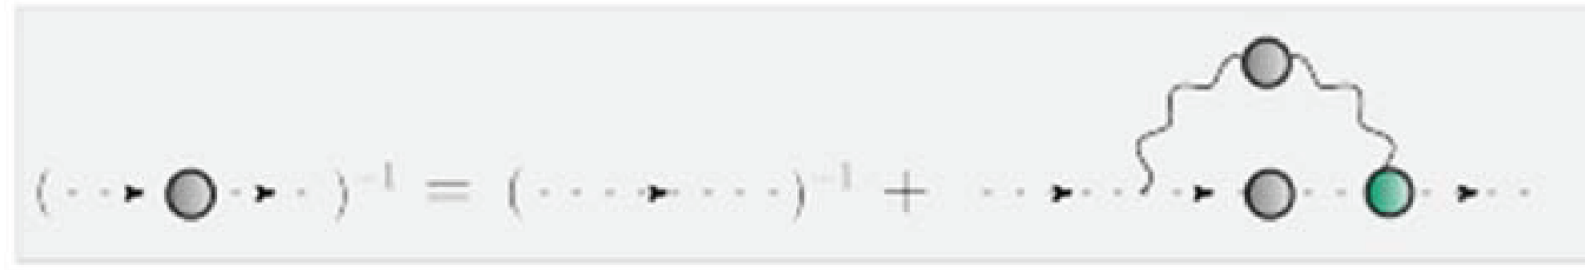 ( )⁻¹ = ( )⁻¹ +